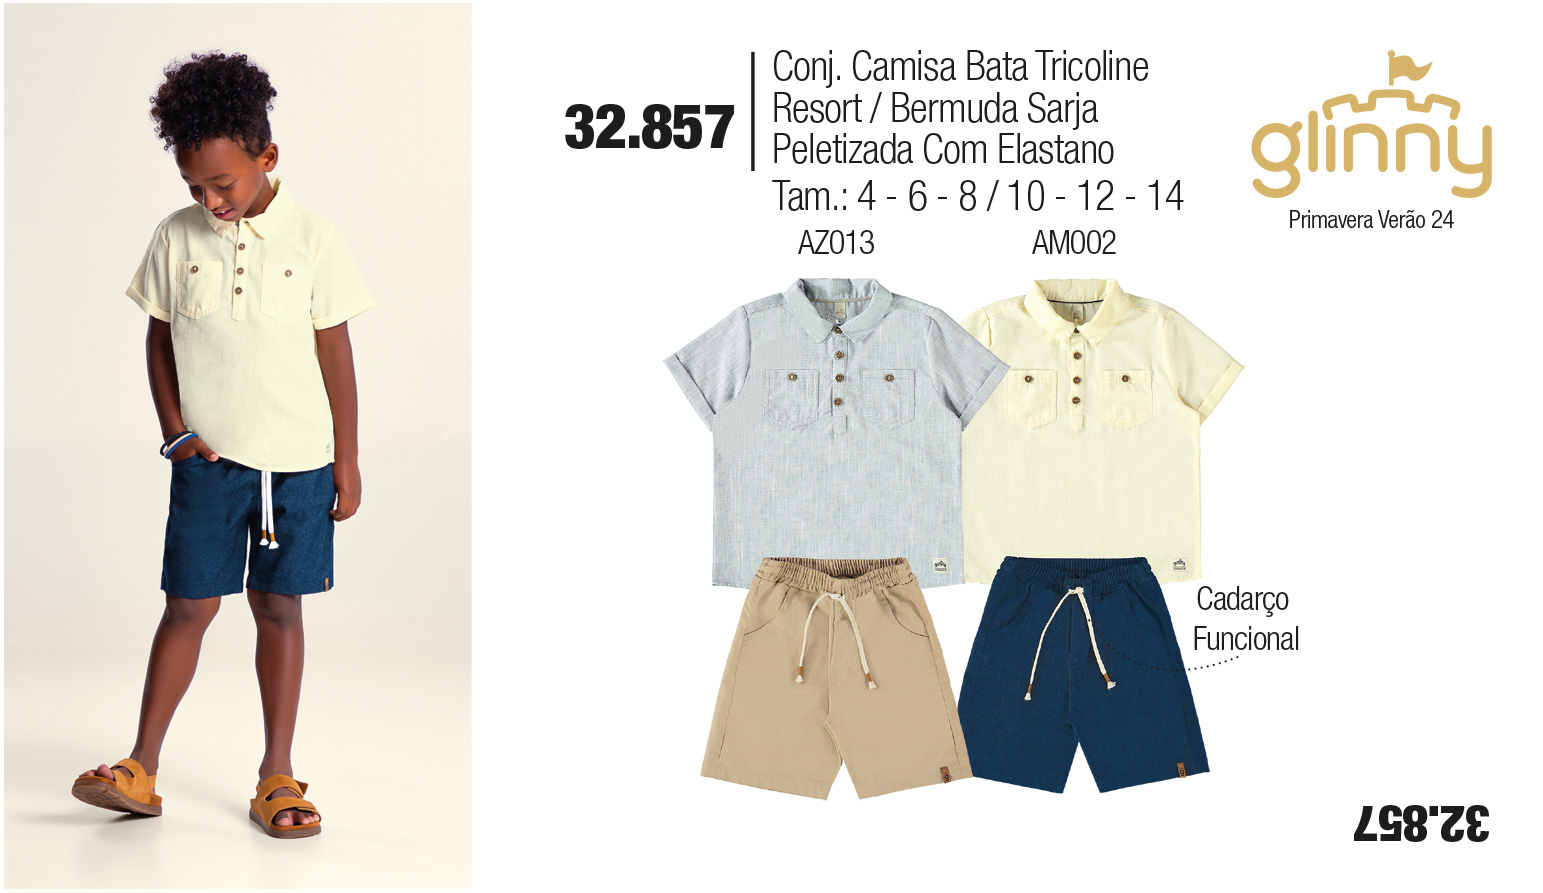 32.857
Conj. Camisa Bata Tricoline
Resort / Bermuda Sarja
Peletizada Com Elastano
Tam.: 4 - 6 - 8 / 10 - 12 - 14
AZ013
AM002
glinny
Primavera Verão 24
Cadarço
Funcional
32.857